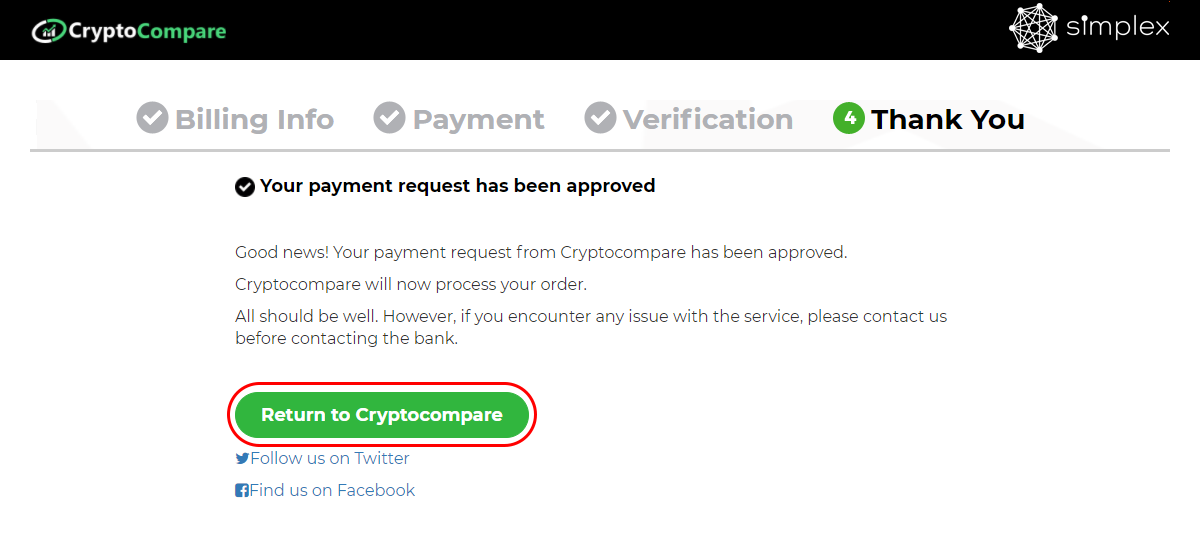 CryptoCompare
simplex
Billing Info Payment Verification 4 Thank You
Your payment request has been approved
Good news! Your payment request from Cryptocompare has been approved.
Cryptocompare will now process your order.
All should be well. However, if you encounter any issue with the service, please contact us
before contacting the bank.
Return to Cryptocompare
Follow us on Twitter
Find us on Facebook